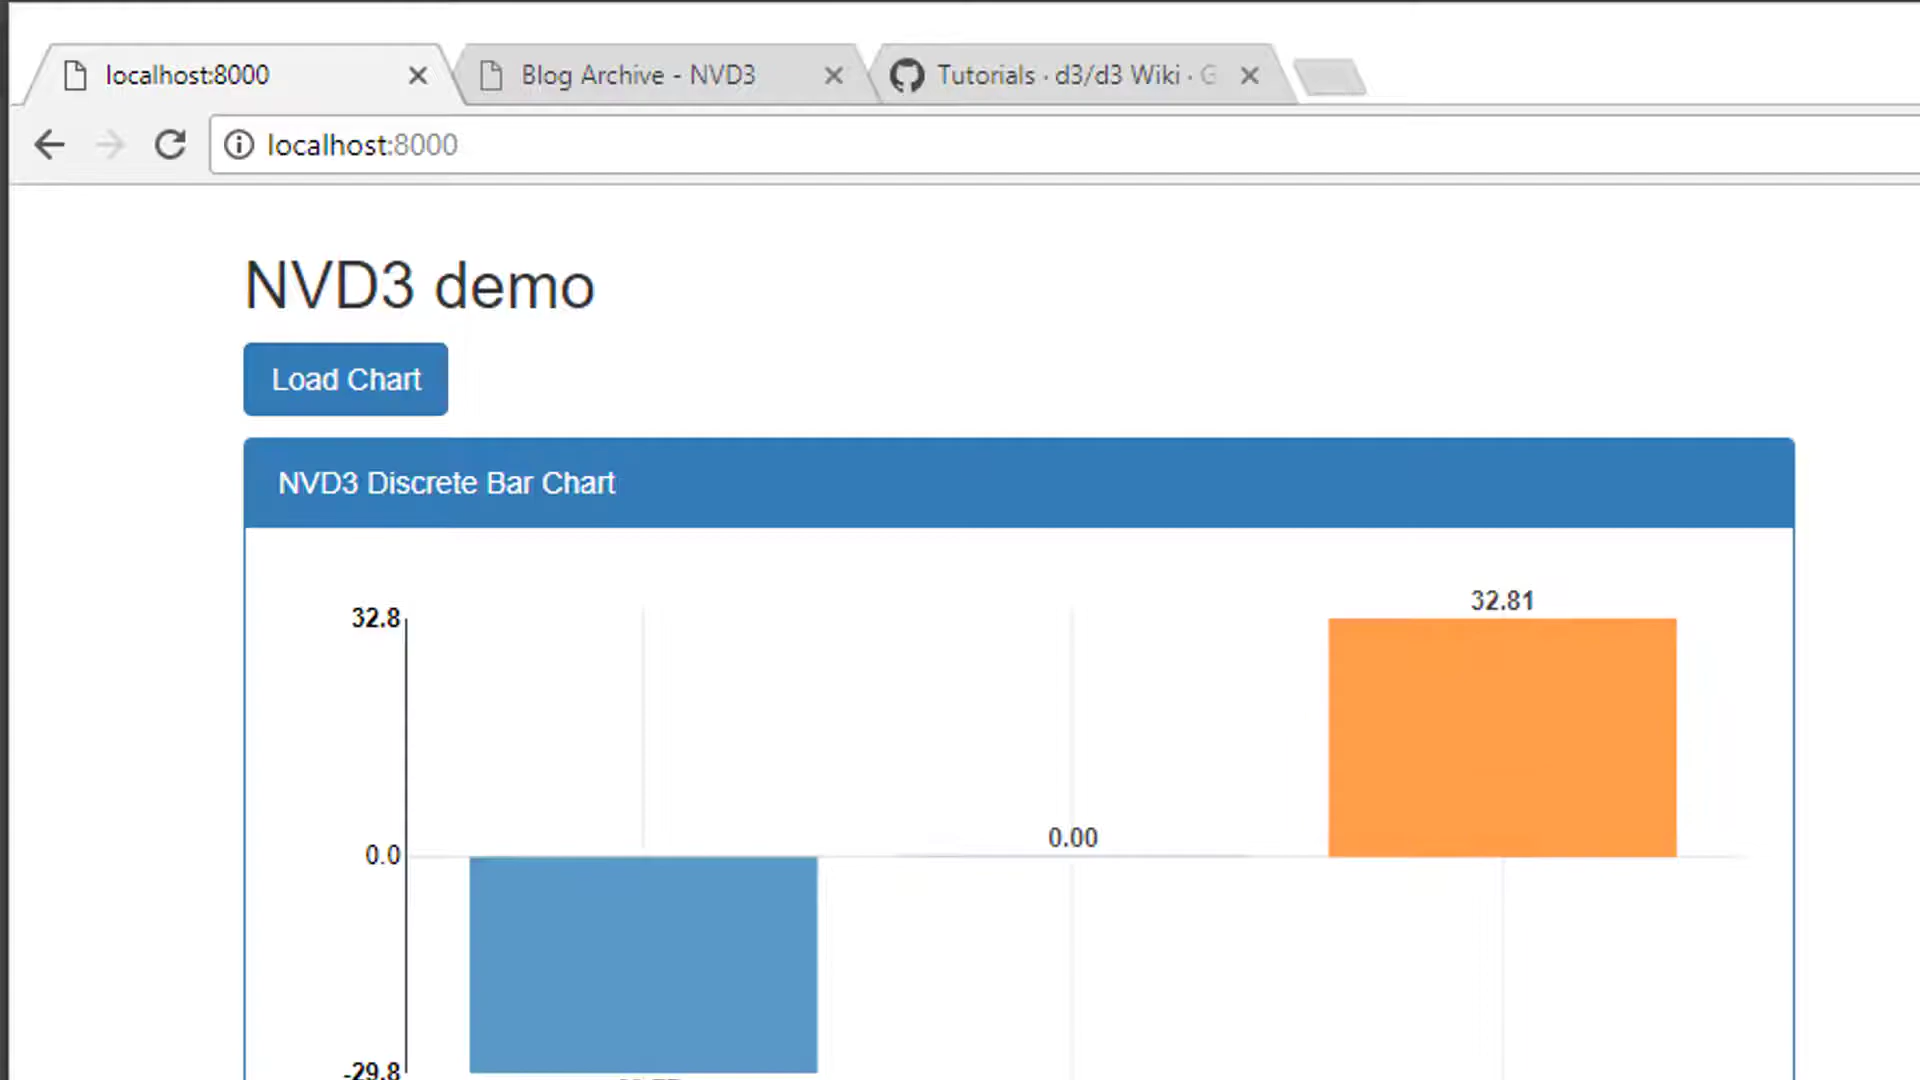 localhost:8000
Blog Archive - NVD3
Tutorials · d3/d3 Wiki · G
localhost:8000
NVD3 demo
Load Chart
NVD3 Discrete Bar Chart
32.81
32.8
0.00
0.0
-29.8